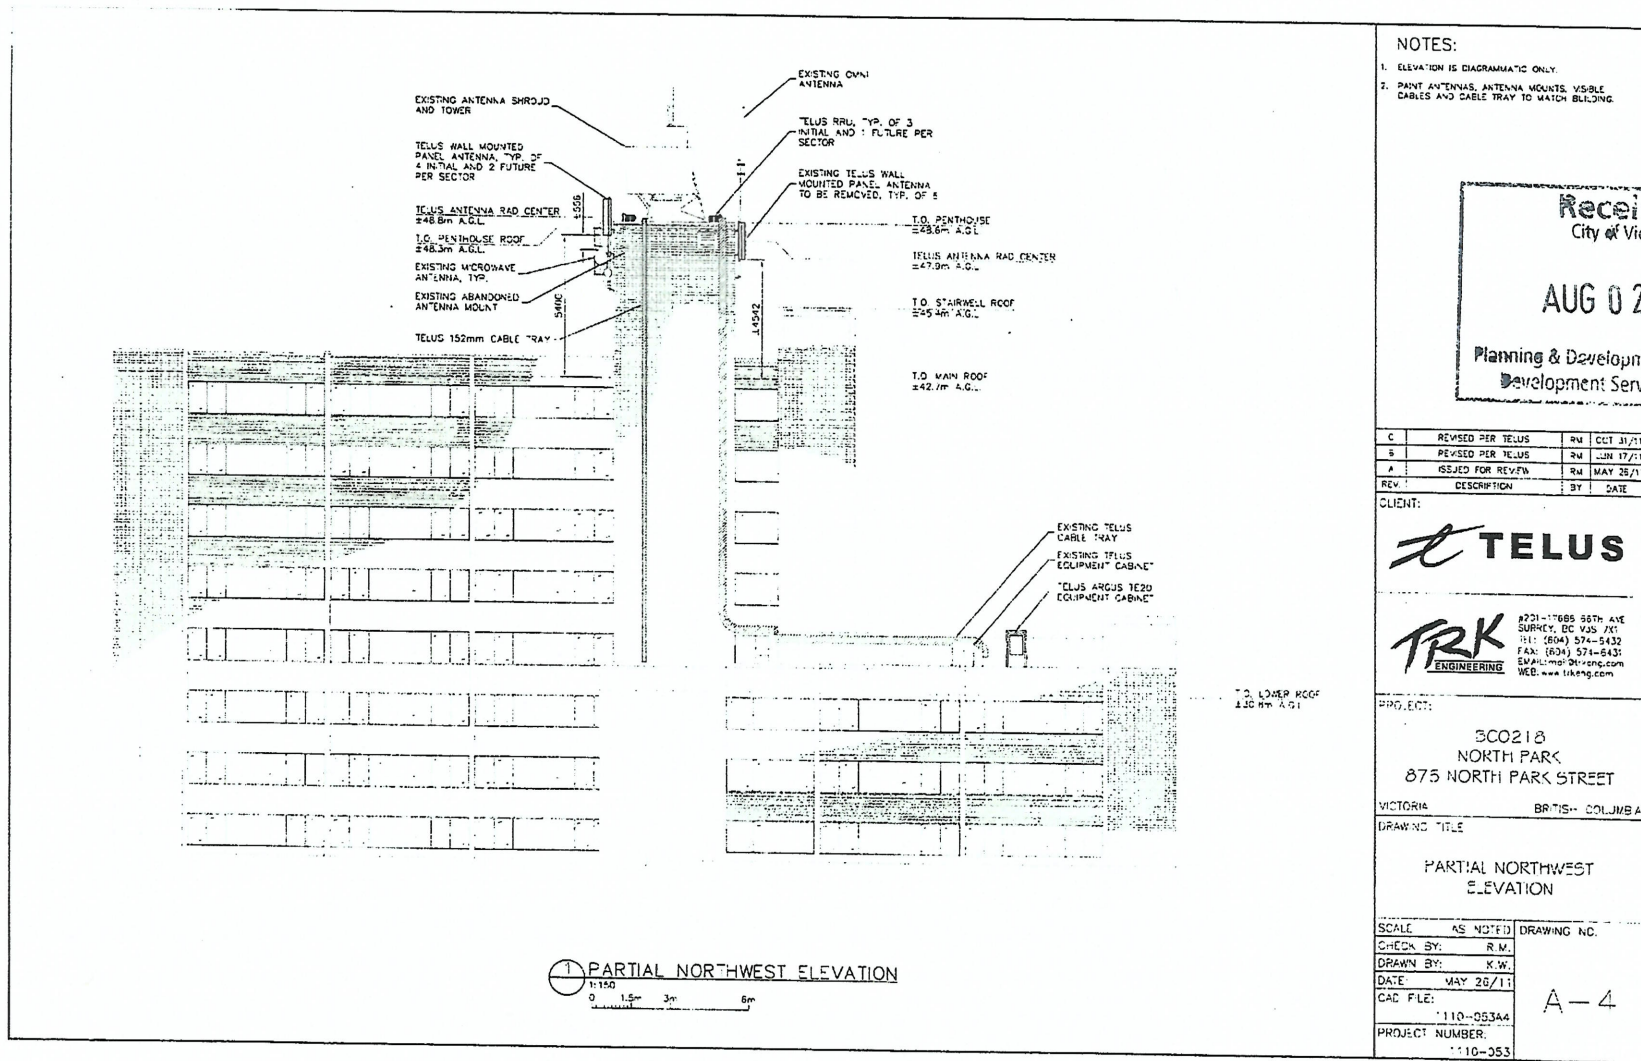 EXISTING OMNI
ANTENNA
EXISTING ANTENNA SHROUD
AND TOWER
TELUS RRU, TYP. OF 3
INITIAL AND 1 FUTURE PER
SECTOR
TELUS WALL MOUNTED
PANEL ANTENNA, TYP. OF
4 INITIAL AND 2 FUTURE
PER SECTOR
EXISTING TELUS WALL
MOUNTED PANEL ANTENNA
TO BE REMOVED, TYP. OF
TELUS ANTENNA RAD CENTER
±48.8m A.G.L.
T.O. PENTHOUSE ROOF
±48.3m A.G.L.
EXISTING MICROWAVE
ANTENNA, TYP.
EXISTING ABANDONED
ANTENNA MOUNT
TELUS 152mm CABLE TRAY
5400
±4542
T.O. PENTHOUSE
±48.6m A.G.L
TELUS ANTENNA RAD CENTER
±47.9m A.G.L.
T.O. STAIRWELL ROOF
±45.4m A.G.L.
T.O. MAIN ROOF
±42.7m A.G.L.
EXISTING TELUS
CABLE TRAY
EXISTING TELUS
EQUIPMENT CABINET
TELUS ARGUS TE20
EQUIPMENT CABINET
T.O. LOWER ROOF
A.G.L
1 PARTIAL NORTHWEST ELEVATION
1:150
0 1.5m 3m 6m
NOTES:
1. ELEVATION IS DIAGRAMMATIC ONLY.
2. PAINT ANTENNAS, ANTENNA MOUNTS, VISIBLE
CABLES AND CABLE TRAY TO MATCH BUILDING.
Recei
City of Vi
AUG 0 2
Planning & Developm
Development Serv
C REVISED PER TELUS RM OCT 31/11
B REVISED PER TELUS RM JUN 17/1
A ISSUED FOR REVIEW RM MAY 26/1
REV. DESCRIPTION BY DATE
CLIENT:
TELUS
TRK
ENGINEERING
#201-17665 66TH AVE
SURREY, BC V3S 7X1
TEL: (604) 574-6432
FAX: (604) 574-6431
WEB: www.trkeng.com
PROJECT:
BC0218
NORTH PARK
875 NORTH PARK STREET
VICTORIA BRITISH COLUMBIA
DRAWING TITLE
PARTIAL NORTHWEST
ELEVATION
SCALE AS NOTED
DRAWING NO.
CHECK BY: R.M.
DRAWN BY: K.W.
DATE: MAY 26/11
CAD FILE:
1110-053A4
A-4
PROJECT NUMBER:
1110-053